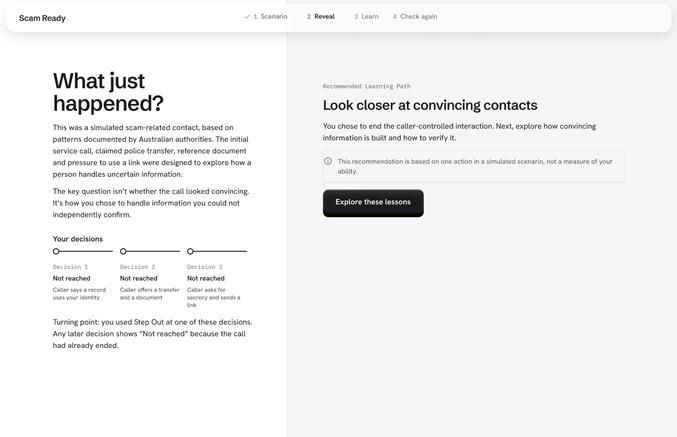 Scam Ready
✓ 1 Scenario
2 Reveal
3 Learn
4 Check again
What just
happened?
This was a simulated scam-related contact, based on
patterns documented by Australian authorities. The initial
service call, claimed police transfer, reference document
and pressure to use a link were designed to explore how a
person handles uncertain information.
The key question isn’t whether the call looked convincing.
It’s how you chose to handle information you could not
independently confirm.
Your decisions
Decision 1
Not reached
Caller says a record
uses your identity
Decision 2
Not reached
Caller offers a transfer
and a document
Decision 3
Not reached
Caller asks for
secrecy and sends a
link
Turning point: you used Step Out at one of these decisions.
Any later decision shows “Not reached” because the call
had already ended.
Recommended Learning Path
Look closer at convincing contacts
You chose to end the caller-controlled interaction. Next, explore how convincing
information is built and how to verify it.
This recommendation is based on one action in a simulated scenario, not a measure of your
ability.
Explore these lessons